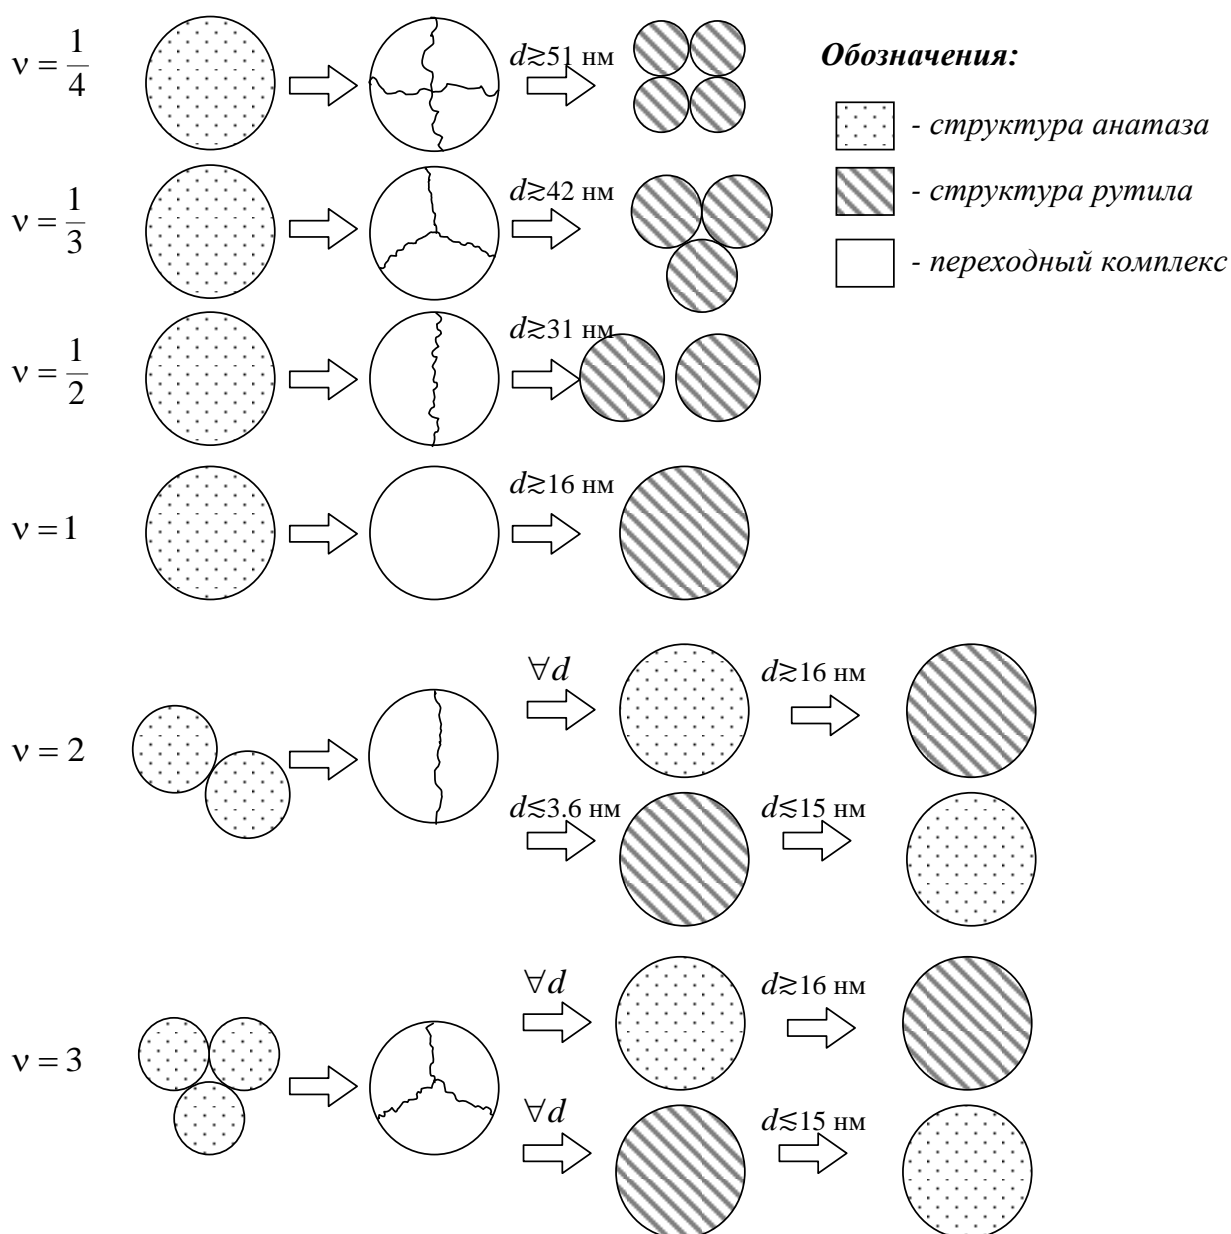 ν = 1/4
d≳51 нм
Обозначения:
- структура анатаза
ν = 1/3
d≳42 нм
- структура рутила
- переходный комплекс
ν = 1/2
d≳31 нм
ν = 1
d≳16 нм
ν = 2
∀d
d≳16 нм
d≲3.6 нм
d≲15 нм
ν = 3
∀d
d≳16 нм
∀d
d≲15 нм